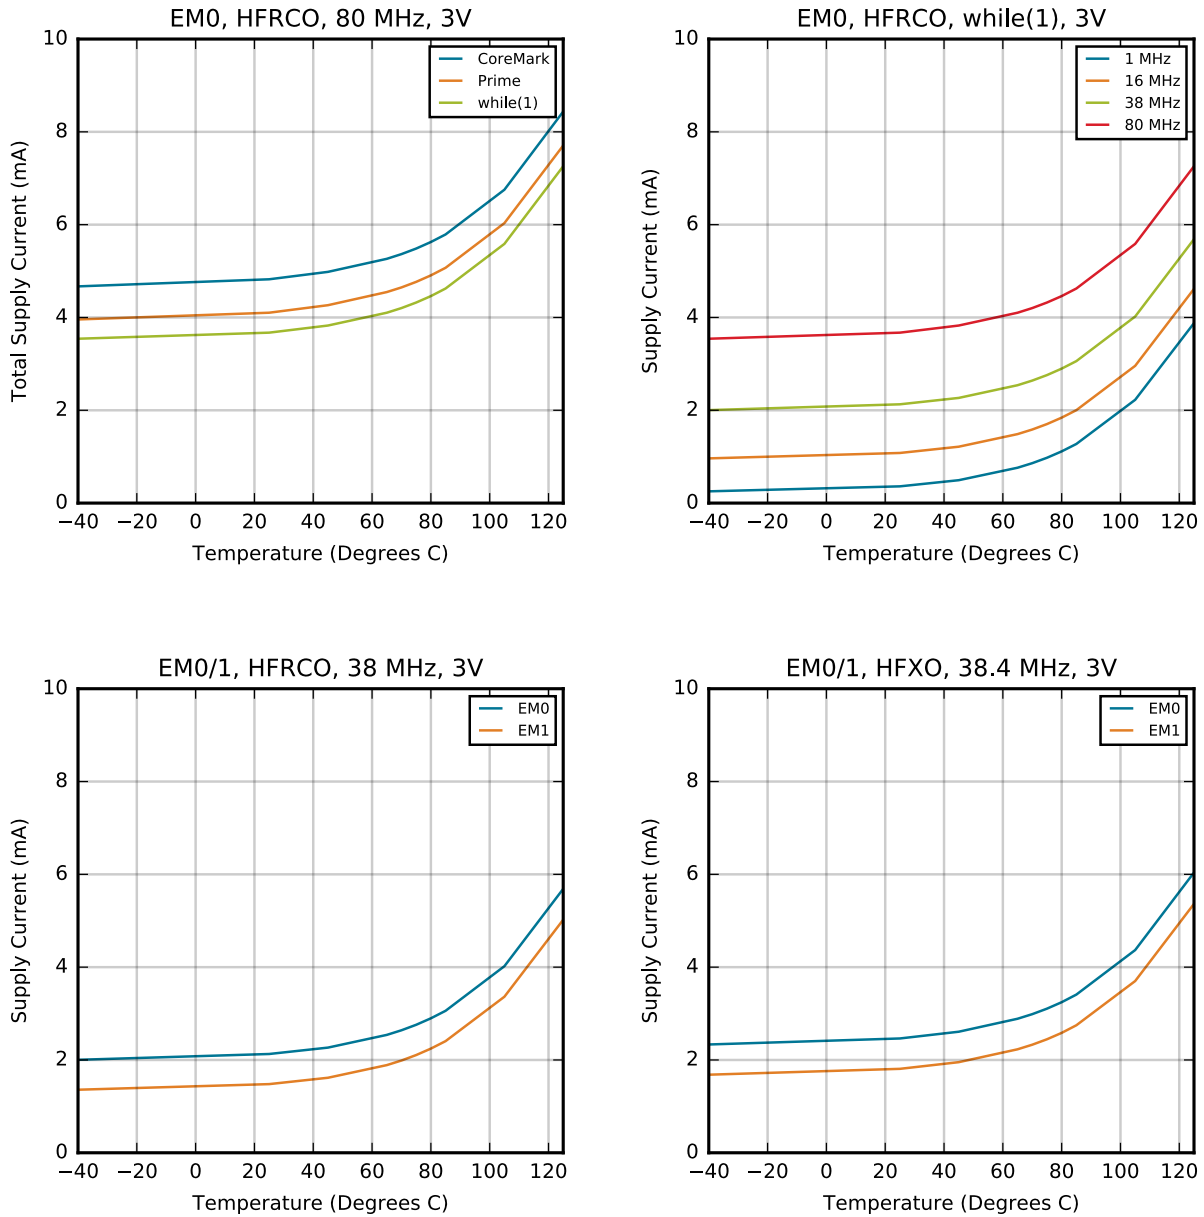 EM0, HFRCO, 80 MHz, 3V
10
8
6
4
2
0
Total Supply Current (mA)
CoreMark
Prime
while(1)
−40 −20 0 20 40 60 80 100 120
Temperature (Degrees C)
EM0, HFRCO, while(1), 3V
10
8
6
4
2
0
Supply Current (mA)
1 MHz
16 MHz
38 MHz
80 MHz
−40 −20 0 20 40 60 80 100 120
Temperature (Degrees C)
EM0/1, HFRCO, 38 MHz, 3V
10
8
6
4
2
0
Supply Current (mA)
EM0
EM1
−40 −20 0 20 40 60 80 100 120
Temperature (Degrees C)
EM0/1, HFXO, 38.4 MHz, 3V
10
8
6
4
2
0
Supply Current (mA)
EM0
EM1
−40 −20 0 20 40 60 80 100 120
Temperature (Degrees C)